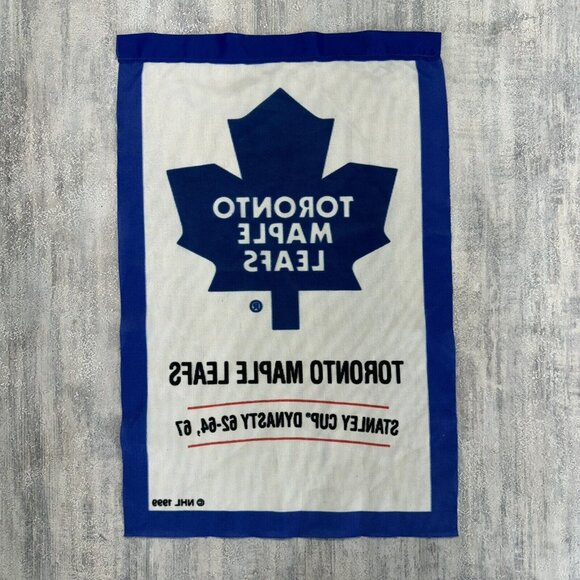 TORONTO
MAPLE
LEAFS
®
TORONTO MAPLE LEAFS
STANLEY CUP® DYNASTY 62-64, 67
© NHL 1999